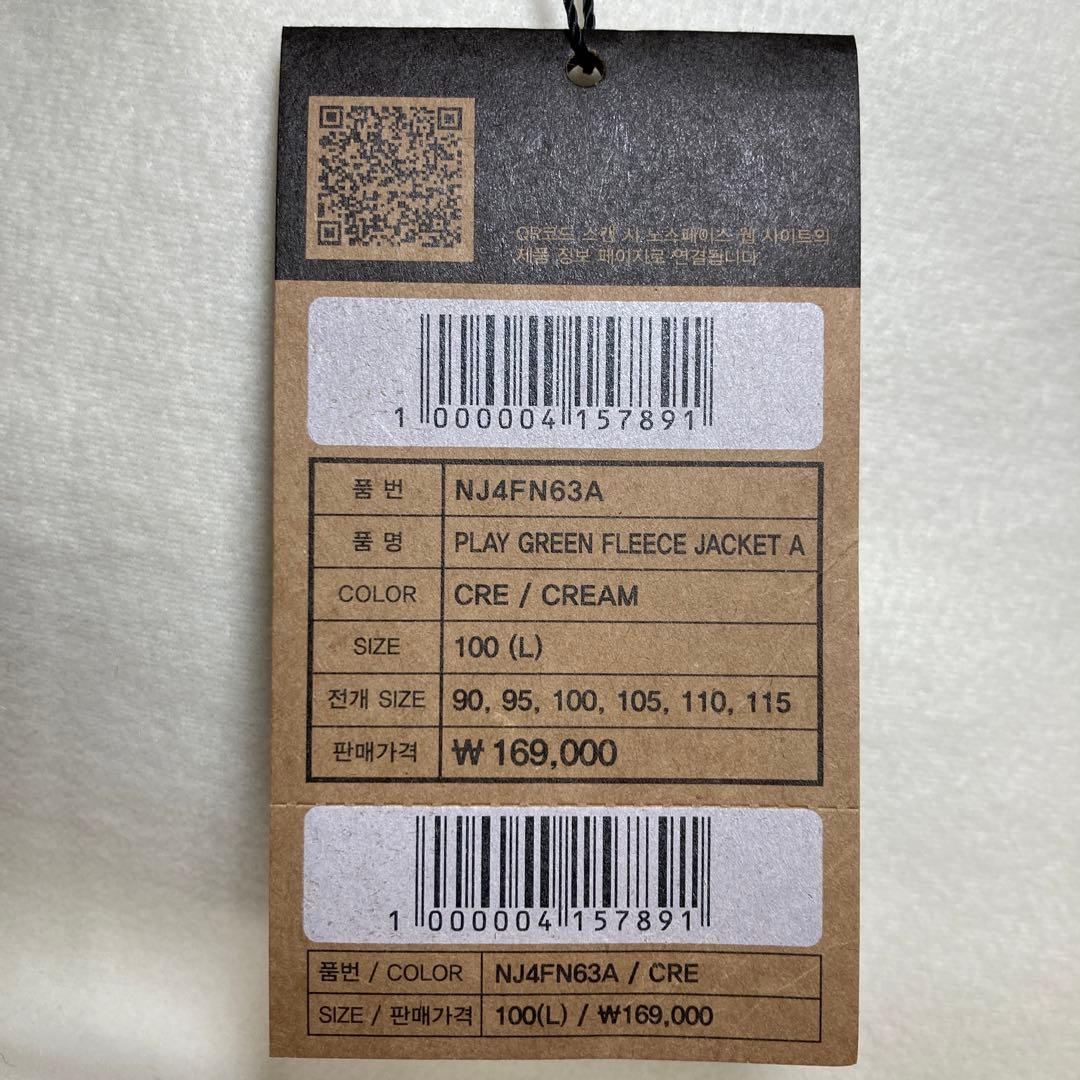 QR코드 스캔 시 노스페이스 웹 사이트의
제품 정보 페이지로 연결됩니다.
1 000004 157891
품 번 NJ4FN63A
품 명 PLAY GREEN FLEECE JACKET A
COLOR CRE / CREAM
SIZE 100 (L)
전개 SIZE 90, 95, 100, 105, 110, 115
판매가격 ₩ 169,000
1 000004 157891
품번 / COLOR NJ4FN63A / CRE
SIZE / 판매가격 100(L) / ₩169,000